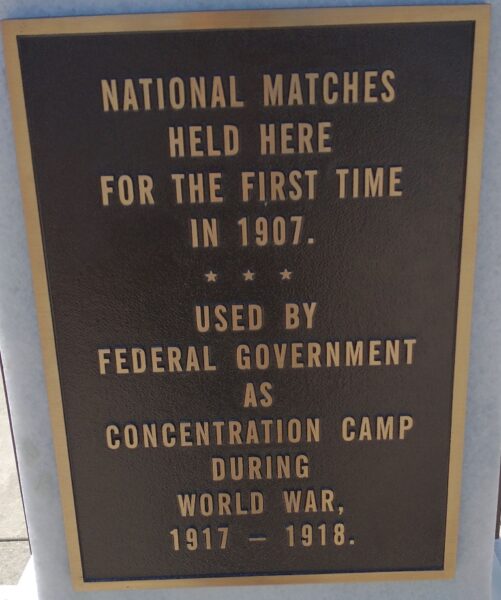 NATIONAL MATCHES
HELD HERE
FOR THE FIRST TIME
IN 1907.
★ ★ ★
USED BY
FEDERAL GOVERNMENT
AS
CONCENTRATION CAMP
DURING
WORLD WAR,
1917 – 1918.